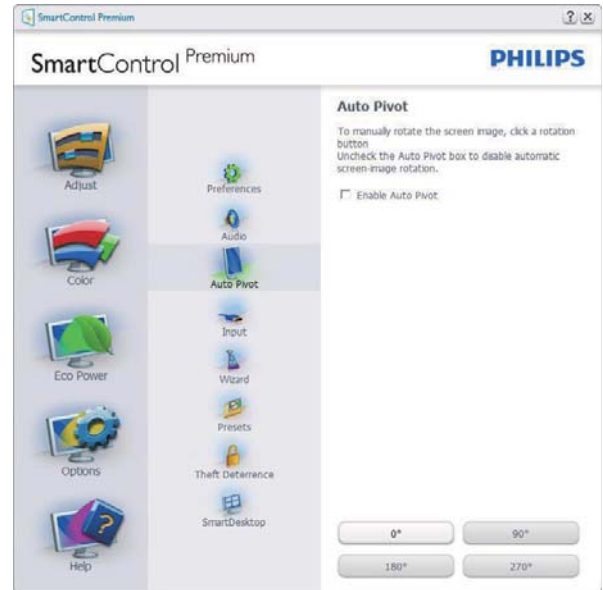 SmartControl Premium
SmartControl Premium
PHILIPS
Adjust
Color
Eco Power
Options
Help
Preferences
Audio
Auto Pivot
Input
Wizard
Presets
Theft Deterrence
SmartDesktop
Auto Pivot
To manually rotate the screen image, click a rotation
button
Uncheck the Auto Pivot box to disable automatic
screen-image rotation.
Enable Auto Pivot
0°
90°
180°
270°